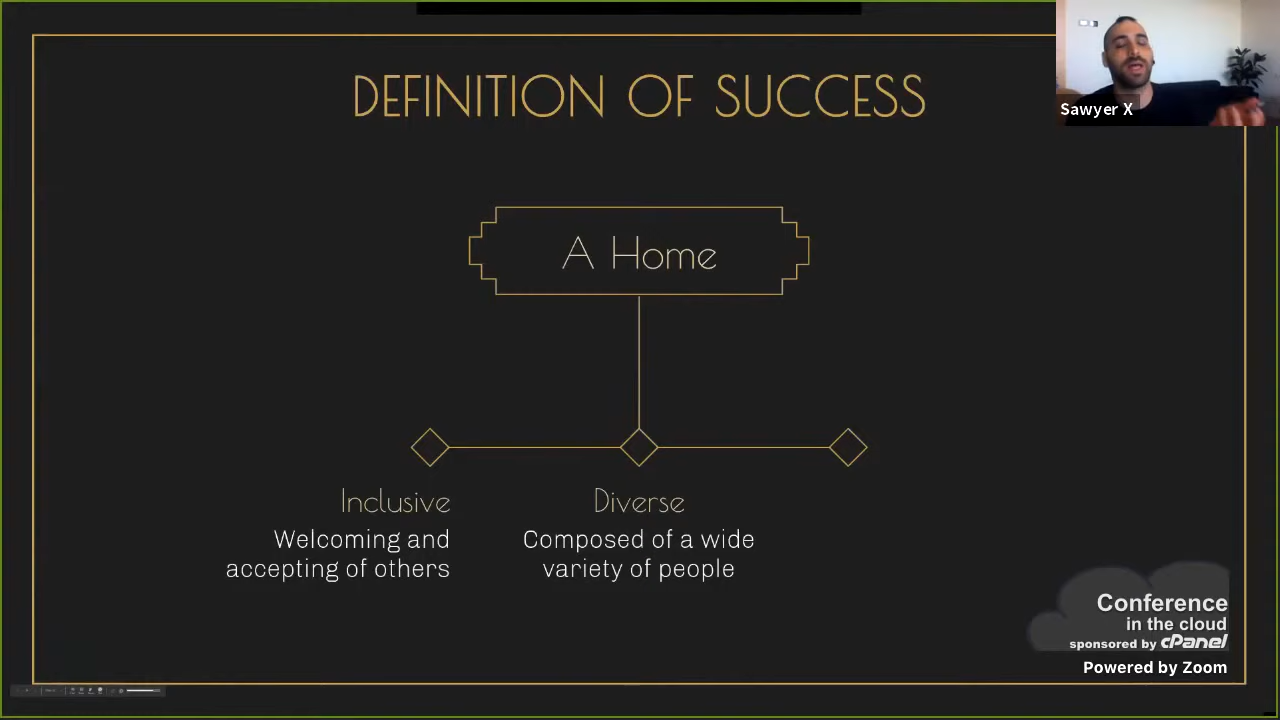 DEFINITION OF SUCCESS
Sawyer X
A Home
Inclusive
Welcoming and
accepting of others
Diverse
Composed of a wide
variety of people
Conference
in the cloud
sponsored by cPanel
Powered by Zoom